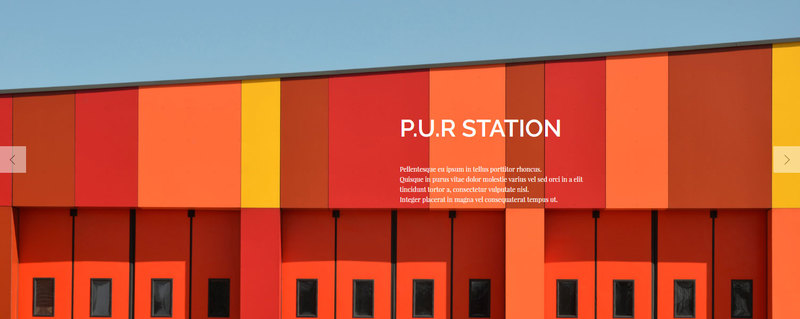 P.U.R STATION
Pellentesque eu ipsum in tellus porttitor rhoncus.
Quisque in purus vitae dolor molestie varius vel sed orci in a elit
tincidunt tortor a, consectetur vulputate nisl.
Integer placerat in magna vel consequaterat tempus ut.